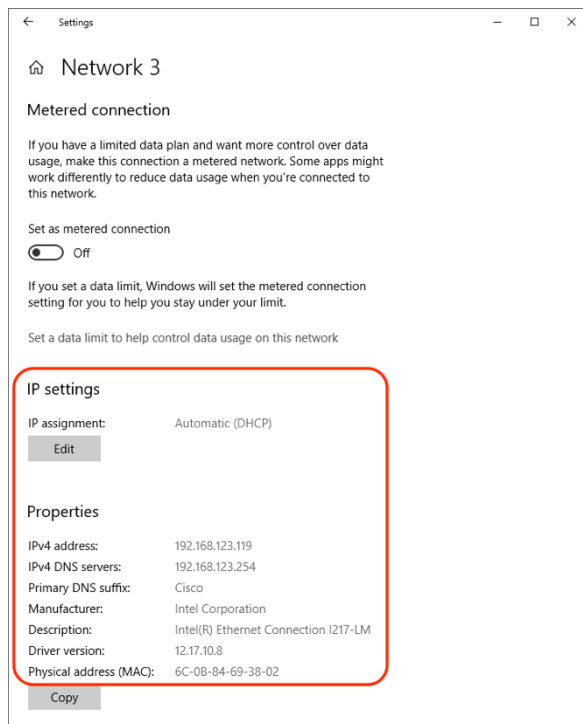 Settings
Network 3
Metered connection
If you have a limited data plan and want more control over data
usage, make this connection a metered network. Some apps might
work differently to reduce data usage when you're connected to
this network.
Set as metered connection
Off
If you set a data limit, Windows will set the metered connection
setting for you to help you stay under your limit.
Set a data limit to help control data usage on this network
IP settings
IP assignment: Automatic (DHCP)
Edit
Properties
IPv4 address: 192.168.123.119
IPv4 DNS servers: 192.168.123.254
Primary DNS suffix: Cisco
Manufacturer: Intel Corporation
Description: Intel(R) Ethernet Connection I217-LM
Driver version: 12.17.10.8
Physical address (MAC): 6C-0B-84-69-38-02
Copy